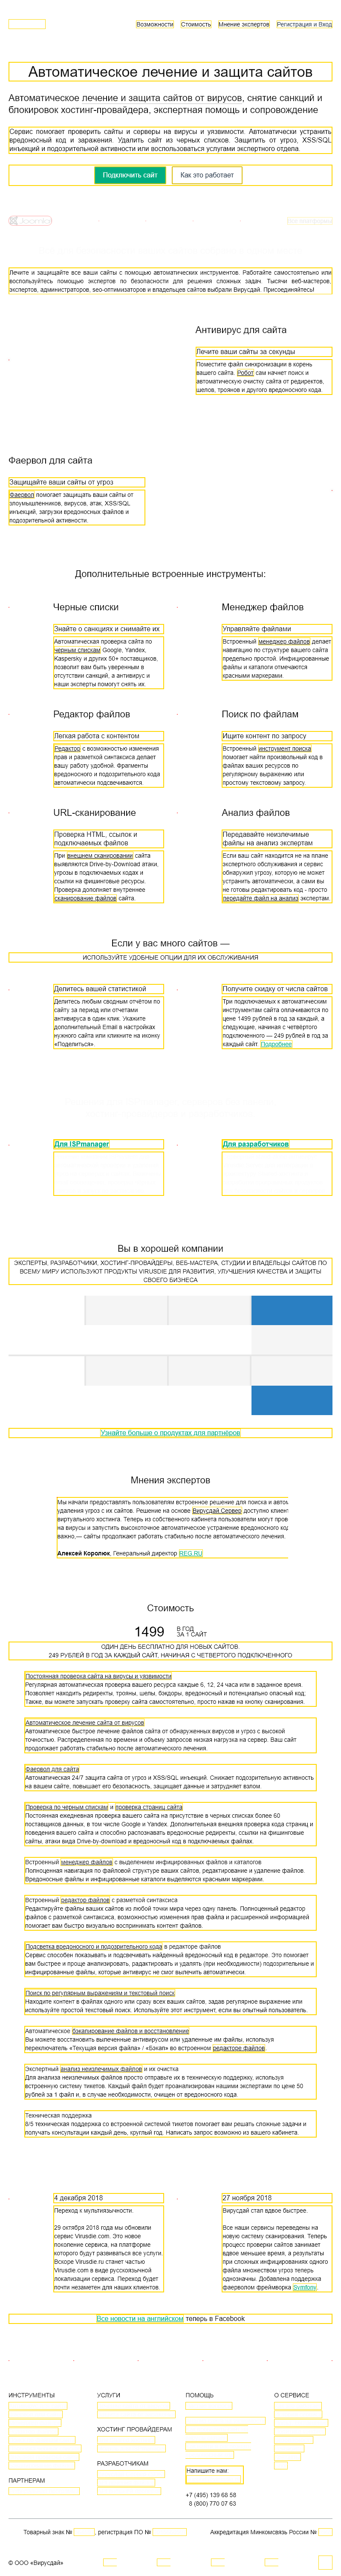 Возможности Стоимость Мнение экспертов Регистрация и Вход
Автоматическое лечение и защита сайтов
Автоматическое лечение и защита сайтов от вирусов, снятие санкций и
блокировок хостинг-провайдера, экспертная помощь и сопровождение
Сервис помогает проверить сайты и серверы на вирусы и уязвимости. Автоматически устранить
вредоносный код и заражения. Удалить сайт из черных списков. Защитить от угроз, XSS/SQL
инъекций и подозрительной активности или воспользоваться услугами экспертного отдела.
Подключить сайт Как это работает
Лечите и защищайте все ваши сайты с помощью автоматических инструментов. Работайте самостоятельно или
воспользуйтесь помощью экспертов по безопасности для решения сложных задач. Тысячи веб-мастеров,
экспертов, администраторов, seo-оптимизаторов и владельцев сайтов выбрали Вирусдай. Присоединяйтесь!
Антивирус для сайта
Лечите ваши сайты за секунды
Поместите файл синхронизации в корень
вашего сайта. Робот сам начнет поиск и
автоматическую очистку сайта от редиректов,
шелов, троянов и другого вредоносного кода.
Фаервол для сайта
Защищайте ваши сайты от угроз
Фаервол помогает защищать ваши сайты от
злоумышленников, вирусов, атак, XSS/SQL
инъекций, загрузки вредоносных файлов и
подозрительной активности.
Дополнительные встроенные инструменты:
Черные списки
Знайте о санкциях и снимайте их
Автоматическая проверка сайта по
черным спискам Google, Yandex,
Kaspersky и других 50+ поставщиков,
позволит вам быть уверенным в
отсутствии санкций, а антивирус и
наши эксперты помогут снять их.
Менеджер файлов
Управляйте файлами
Встроенный менеджер файлов делает
навигацию по структуре вашего сайта
предельно простой. Инфицированные
файлы и каталоги отмечаются
красными маркерами.
Редактор файлов
Легкая работа с контентом
Редактор с возможностью изменения
прав и разметкой синтаксиса делает
вашу работу удобной. Фрагменты
вредоносного и подозрительного кода
автоматически подсвечиваются.
Поиск по файлам
Ищите контент по запросу
Встроенный инструмент поиска
помогает найти произвольный код в
файлах ваших ресурсов по
регулярному выражению или
простому текстовому запросу.
URL-сканирование
Проверка HTML, ссылок и
подключаемых файлов
При внешнем сканировании сайта
выявляются Drive-by-Download атаки,
угрозы в подключаемых кодах и
ссылки на фишинговые ресурсы.
Проверка дополняет внутреннее
сканирование файлов сайта.
Анализ файлов
Передавайте неизлечимые
файлы на анализ экспертам
Если ваш сайт находится не на плане
экспертного обслуживания и сервис
обнаружил угрозу, которую не может
устранить автоматически, а сами вы
не готовы редактировать код - просто
передайте файл на анализ экспертам.
Если у вас много сайтов —
ИСПОЛЬЗУЙТЕ УДОБНЫЕ ОПЦИИ ДЛЯ ИХ ОБСЛУЖИВАНИЯ
Делитесь вашей статистикой
Делитесь любым сводным отчётом по
сайту за период или отчетами
антивируса в один клик. Укажите
дополнительный Email в настройках
нужного сайта или кликните на иконку
«Поделиться».
Получите скидку от числа сайтов
Три подключаемых к автоматическим
инструментам сайта оплачиваются по
цене 1499 рублей в год за каждый, а
следующие, начиная с четвёртого
подключенного — 249 рублей в год за
каждый сайт. Подробнее
Для ISPmanager
Для разработчиков
Вы в хорошей компании
ЭКСПЕРТЫ, РАЗРАБОТЧИКИ, ХОСТИНГ-ПРОВАЙДЕРЫ, ВЕБ-МАСТЕРА, СТУДИИ И ВЛАДЕЛЬЦЫ САЙТОВ ПО
ВСЕМУ МИРУ ИСПОЛЬЗУЮТ ПРОДУКТЫ VIRUSDIE ДЛЯ РАЗВИТИЯ, УЛУЧШЕНИЯ КАЧЕСТВА И ЗАЩИТЫ
СВОЕГО БИЗНЕСА.
Узнайте больше о продуктах для партнёров
Мнения экспертов
Мы начали предоставлять пользователям встроенное решение для поиска и автом
удаления угроз с их сайтов. Решение на основе Вирусдай.Сервер доступно клиен
виртуального хостинга. Теперь из собственного кабинета пользователи могут прове
на вирусы и запустить высокоточное автоматическое устранение вредоносного код
важно,— сайты продолжают работать стабильно после автоматического лечения.
Алексей Королюк, Генеральный директор REG.RU
Стоимость
1499 В ГОД
ЗА 1 САЙТ
ОДИН ДЕНЬ БЕСПЛАТНО ДЛЯ НОВЫХ САЙТОВ.
249 РУБЛЕЙ В ГОД ЗА КАЖДЫЙ САЙТ, НАЧИНАЯ С ЧЕТВЕРТОГО ПОДКЛЮЧЕННОГО.
Постоянная проверка сайта на вирусы и уязвимости
Регулярная автоматическая проверка вашего ресурса каждые 6, 12, 24 часа или в заданное время.
Позволяет находить редиректы, трояны, шелы, бэкдоры, вредоносный и потенциально опасный код.
Также, вы можете запускать проверку сайта самостоятельно, просто нажав на кнопку сканирования.
Автоматическое лечение сайта от вирусов
Автоматическое быстрое лечение файлов сайта от обнаруженных вирусов и угроз с высокой
точностью. Распределенная по времени и объему запросов низкая нагрузка на сервер. Ваш сайт
продолжает работать стабильно после автоматического лечения.
Фаервол для сайта
Автоматическая 24/7 защита сайта от угроз и XSS/SQL инъекций. Снижает подозрительную активность
на вашем сайте, повышает его безопасность, защищает данные и затрудняет взлом.
Проверка по черным спискам и проверка страниц сайта
Постоянная ежедневная проверка вашего сайта на присутствие в черных списках более 60
поставщиков данных, в том числе Google и Yandex. Дополнительная внешняя проверка кода страниц и
поведения вашего сайта и способно распознавать вредоносные редиректы, ссылки на фишинговые
сайты, атаки вида Drive-by-download и вредоносный код в подключаемых файлах.
Встроенный менеджер файлов с выделением инфицированных файлов и каталогов
Полноценная навигация по файловой структуре ваших сайтов, редактирование и удаление файлов.
Вредоносные файлы и инфицированные каталоги выделяются красными маркерами.
Встроенный редактор файлов с разметкой синтаксиса
Редактируйте файлы ваших сайтов из любой точки мира через одну панель. Полноценный редактор
файлов с разметкой синтаксиса, возможностью изменения прав файла и расширенной информацией
помогает вам быстро визуально воспринимать контент файлов.
Подсветка вредоносного и подозрительного кода в редакторе файлов
Сервис способен показывать и подсвечивать найденный вредоносный код в редакторе. Это помогает
вам быстрее и проще анализировать, редактировать и удалять (при необходимости) подозрительные и
инфицированные файлы, которые антивирус не смог вылечить автоматически.
Поиск по регулярным выражениям и текстовый поиск
Находите контент в файлах одного или сразу всех ваших сайтов, задав регулярное выражение или
используйте простой текстовый поиск. Используйте этот инструмент, если вы опытный пользователь.
Автоматическое бэкапирование файлов и восстановление
Вы можете восстановить вылеченные антивирусом или удаленные им файлы, используя
переключатель «Текущая версия файла» / «Бэкап» во встроенном редакторе файлов.
Экспертный анализ неизлечимых файлов и их очистка
Для анализа неизлечимых файлов просто отправьте их в техническую поддержку, используя
встроенную систему тикетов. Каждый файл будет проанализирован нашими экспертами по цене 50
рублей за 1 файл и, в случае необходимости, очищен от вредоносного кода.
Техническая поддержка
8/5 техническая поддержка со встроенной системой тикетов помогает вам решать сложные задачи и
получать консультации каждый день, круглый год. Написать запрос возможно из вашего кабинета.
4 декабря 2018
Переход к мультиязычности.
29 октября 2018 года мы обновили
сервис Virusdie.com. Это новое
поколение сервиса, на платформе
которого будут развиваться все услуги.
Вскоре Virusdie.ru станет частью
Virusdie.com в виде русскоязычной
локализации сервиса. Переход будет
почти незаметен для наших клиентов.
27 ноября 2018
Вирусдай стал вдвое быстрее.
Все наши сервисы переведены на
новую систему сканирования. Теперь
процесс проверки сайтов занимает
вдвое меньшее время, а результаты
при сложных инфицированиях одного
файла множеством угроз теперь
однозначны. Добавлена поддержка
фаерволом фреймворка Symfony.
Все новости на английском теперь в Facebook
ИНСТРУМЕНТЫ
ПАРТНЕРАМ
УСЛУГИ
ХОСТИНГ ПРОВАЙДЕРАМ
РАЗРАБОТЧИКАМ
ПОМОЩЬ
Напишите нам:
+7 (495) 139 68 58
8 (800) 770 07 63
О СЕРВИСЕ
Товарный знак № , регистрация ПО № Аккредитация Минкомсвязь России №
© ООО «Вирусдай»